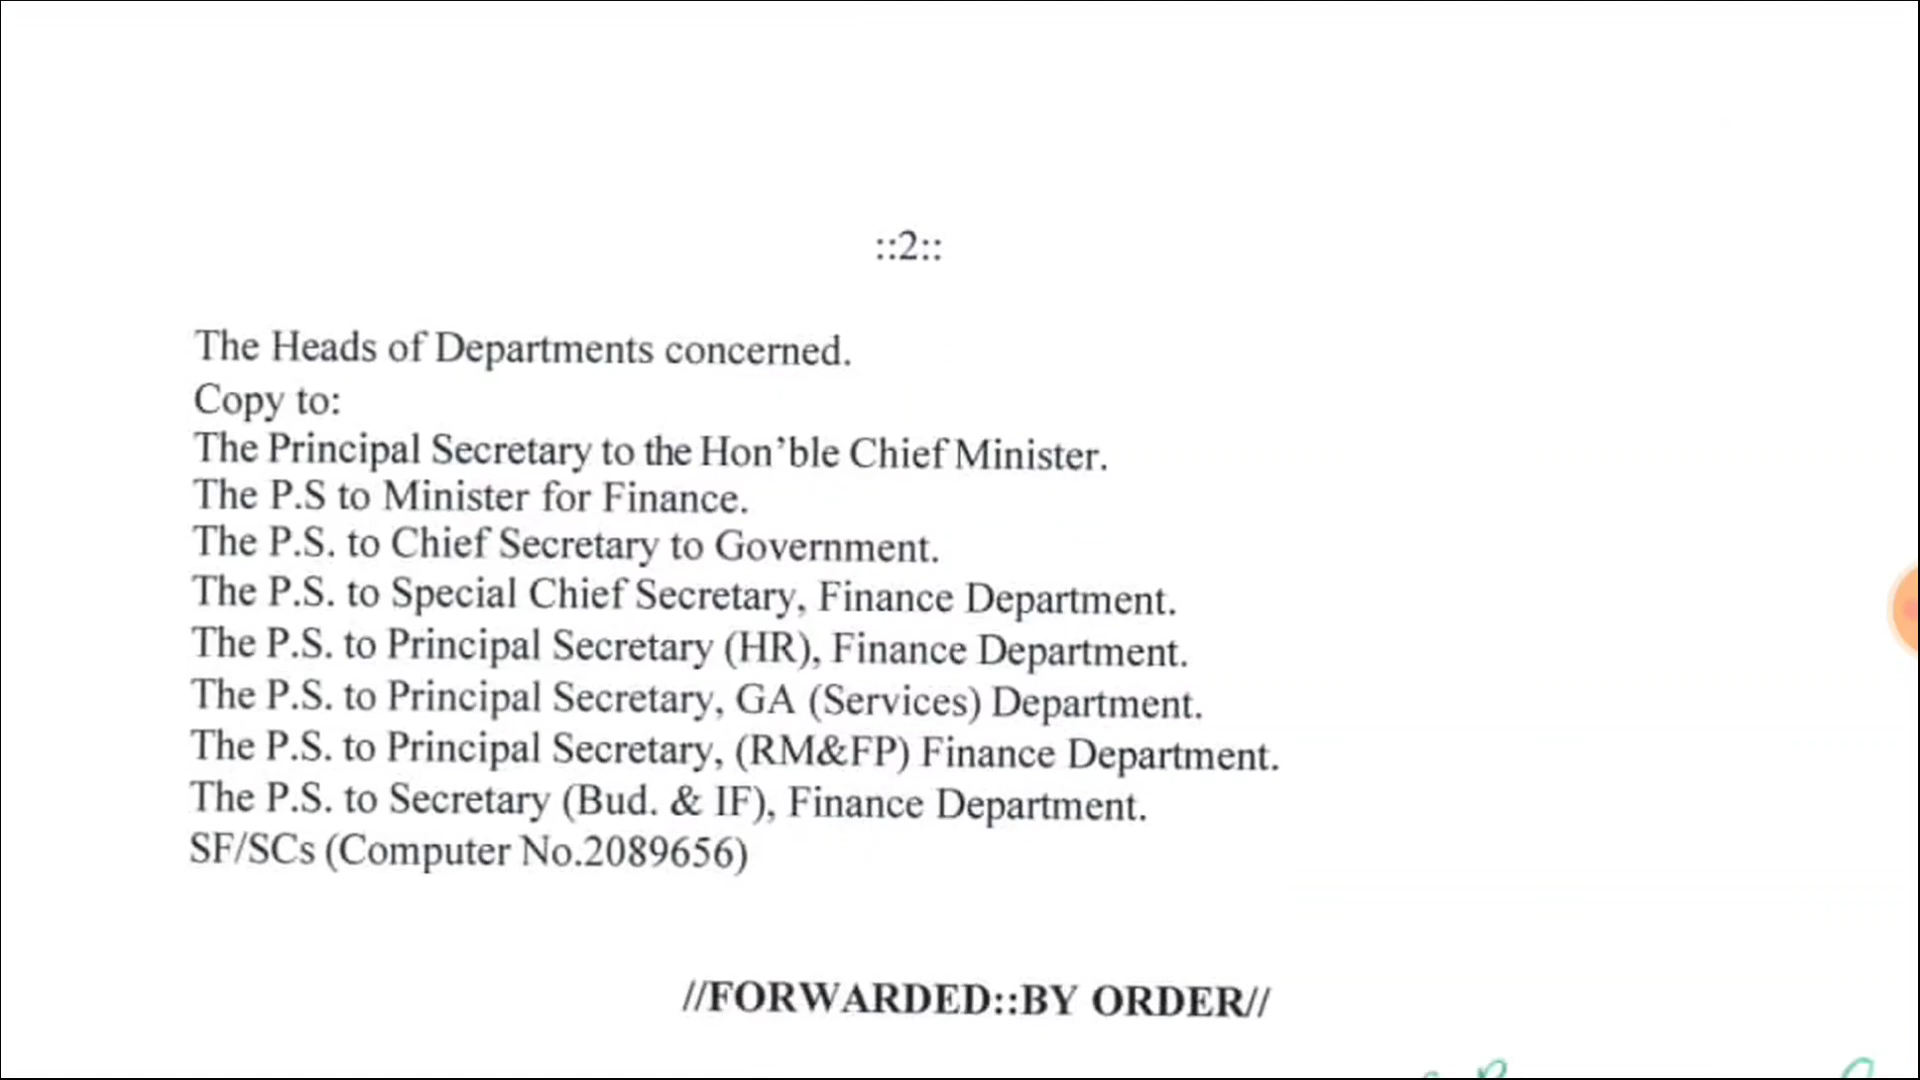 ::2::
The Heads of Departments concerned.
Copy to:
The Principal Secretary to the Hon’ble Chief Minister.
The P.S to Minister for Finance.
The P.S. to Chief Secretary to Government.
The P.S. to Special Chief Secretary, Finance Department.
The P.S. to Principal Secretary (HR), Finance Department.
The P.S. to Principal Secretary, GA (Services) Department.
The P.S. to Principal Secretary, (RM&FP) Finance Department.
The P.S. to Secretary (Bud. & IF), Finance Department.
SF/SCs (Computer No.2089656)
//FORWARDED::BY ORDER//